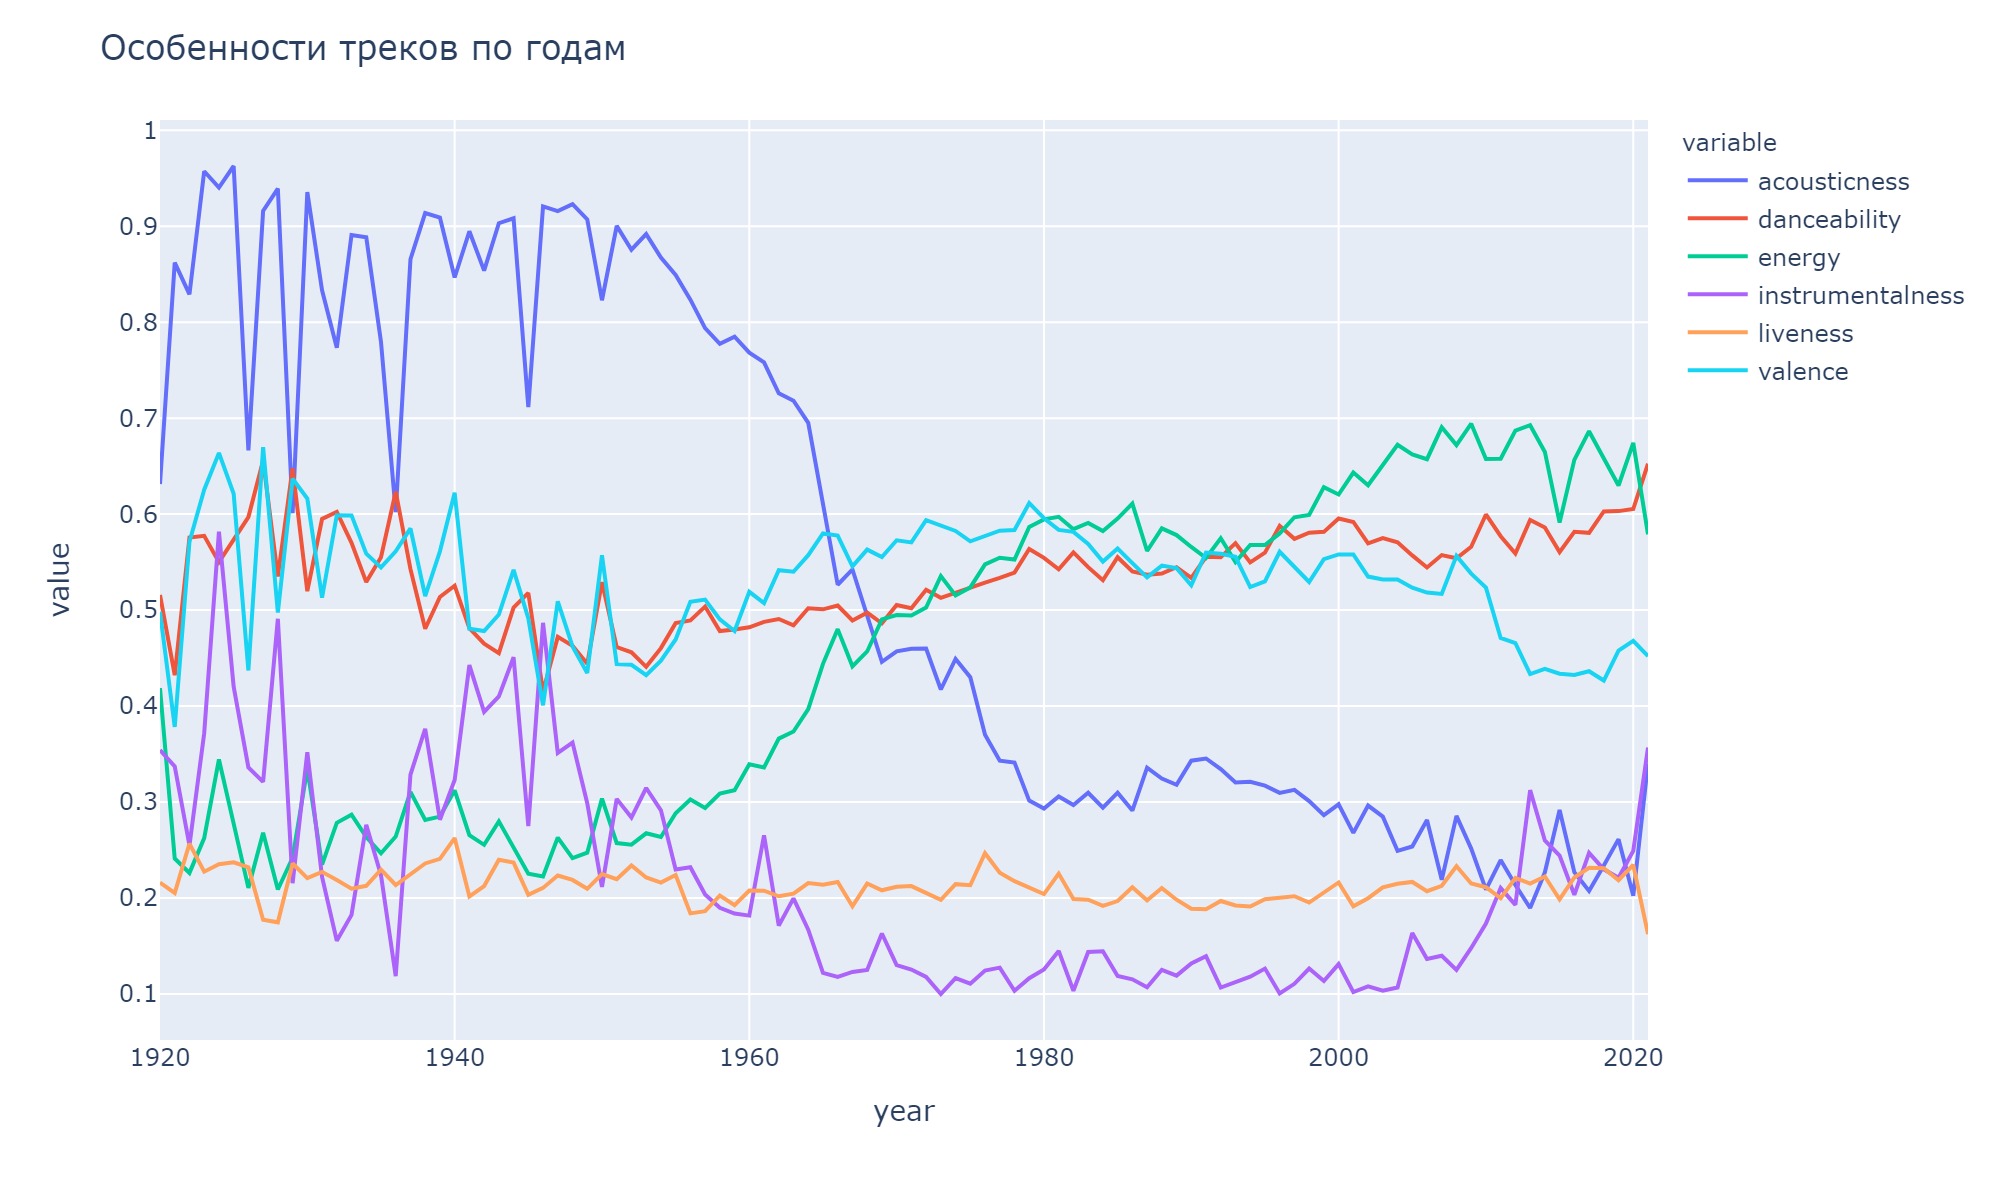 Особенности треков по годам
variable
acousticness
danceability
energy
instrumentalness
liveness
valence
value
1
0.9
0.8
0.7
0.6
0.5
0.4
0.3
0.2
0.1
1920 1940 1960 1980 2000 2020
year